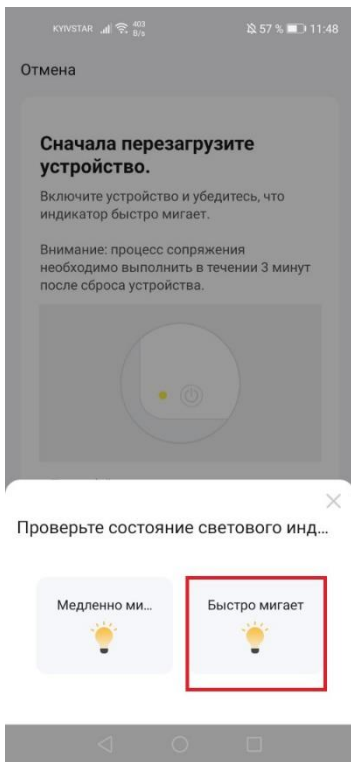 KYIVSTAR 403 B/s 57 % 11:48
Отмена
Сначала перезагрузите
устройство.
Включите устройство и убедитесь, что
индикатор быстро мигает.
Внимание: процесс сопряжения
необходимо выполнить в течении 3 минут
после сброса устройства.
Проверьте состояние светового инд...
Медленно ми...
Быстро мигает